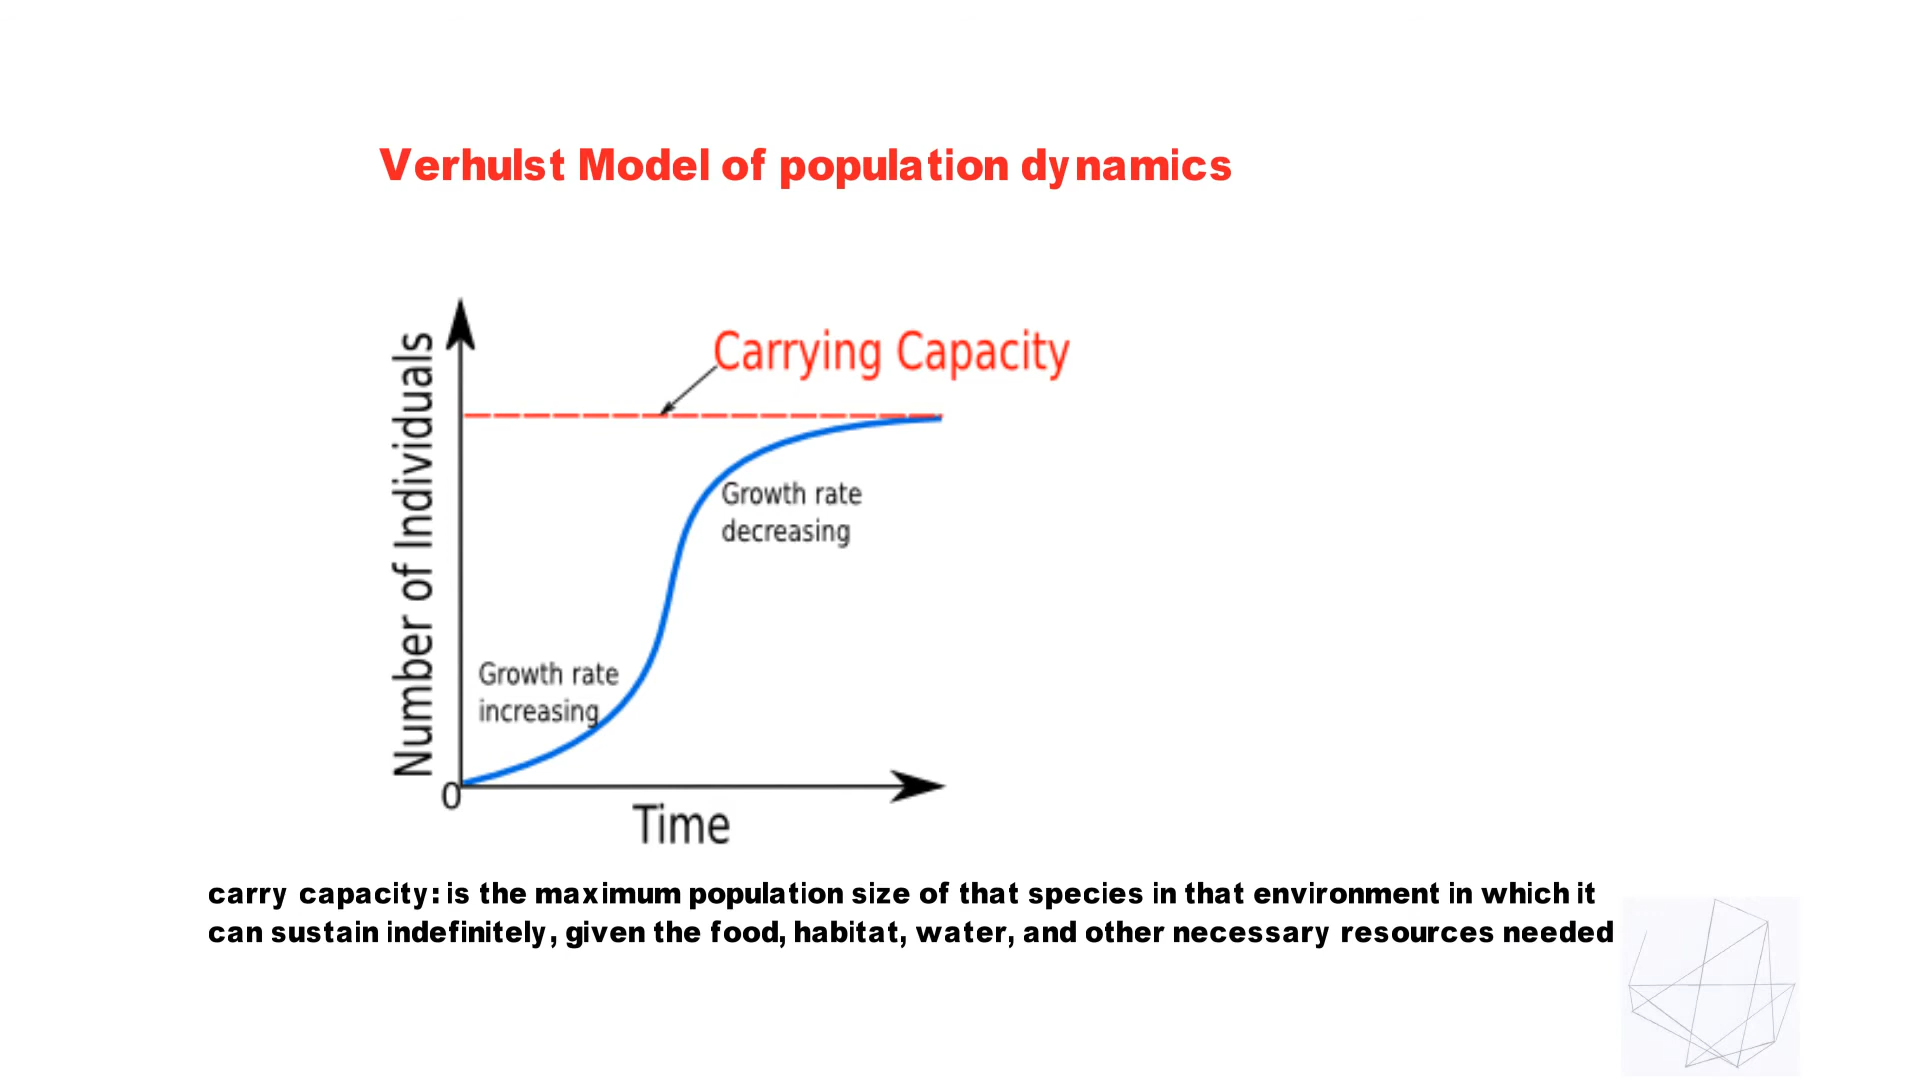 Verhulst Model of population dynamics
Carrying Capacity
Number of Individuals
Growth rate
decreasing
Growth rate
increasing
0
Time
carry capacity: is the maximum population size of that species in that environment in which it
can sustain indefinitely, given the food, habitat, water, and other necessary resources needed